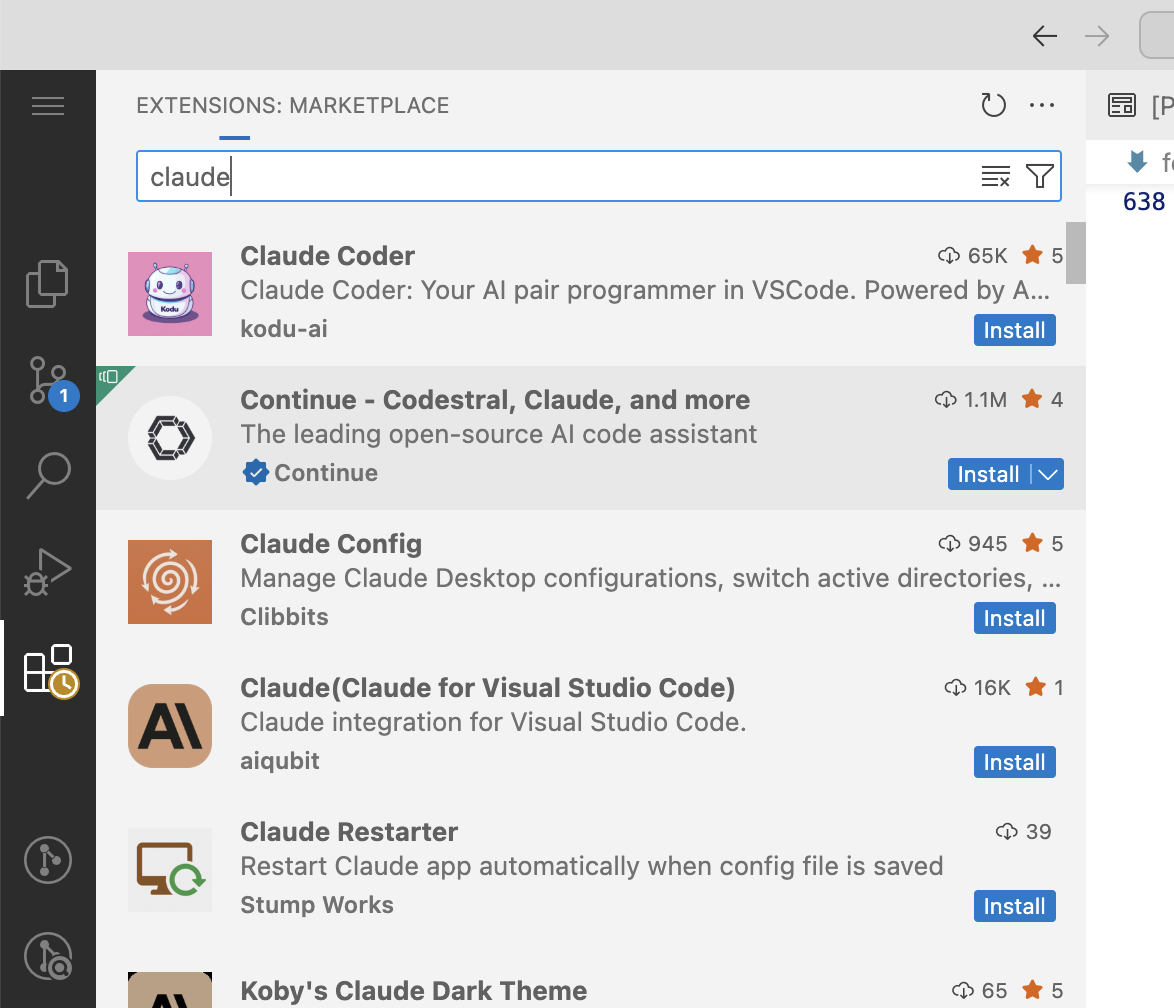 EXTENSIONS: MARKETPLACE
[P
claude
638
Claude Coder
65K 5
Claude Coder: Your AI pair programmer in VSCode. Powered by A...
kodu-ai
Install
Kodu
Continue - Codestral, Claude, and more
1.1M 4
The leading open-source AI code assistant
Continue
Install
1
Claude Config
945 5
Manage Claude Desktop configurations, switch active directories, ...
Clibbits
Install
Claude(Claude for Visual Studio Code)
16K 1
Claude integration for Visual Studio Code.
aiqubit
Install
Claude Restarter
39
Restart Claude app automatically when config file is saved
Stump Works
Install
Koby's Claude Dark Theme
65 5